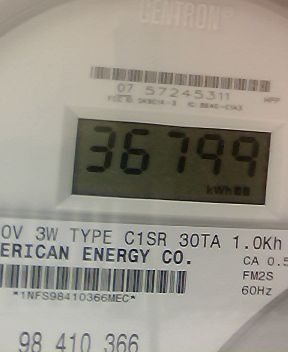 CENTRON®
07 57245311
36799
kWh
0V 3W TYPE C1SR 30TA 1.0Kh
ERICAN ENERGY CO.
CA 0.5
FM2S
60Hz
*1NFS98410366MEC*
98 410 366